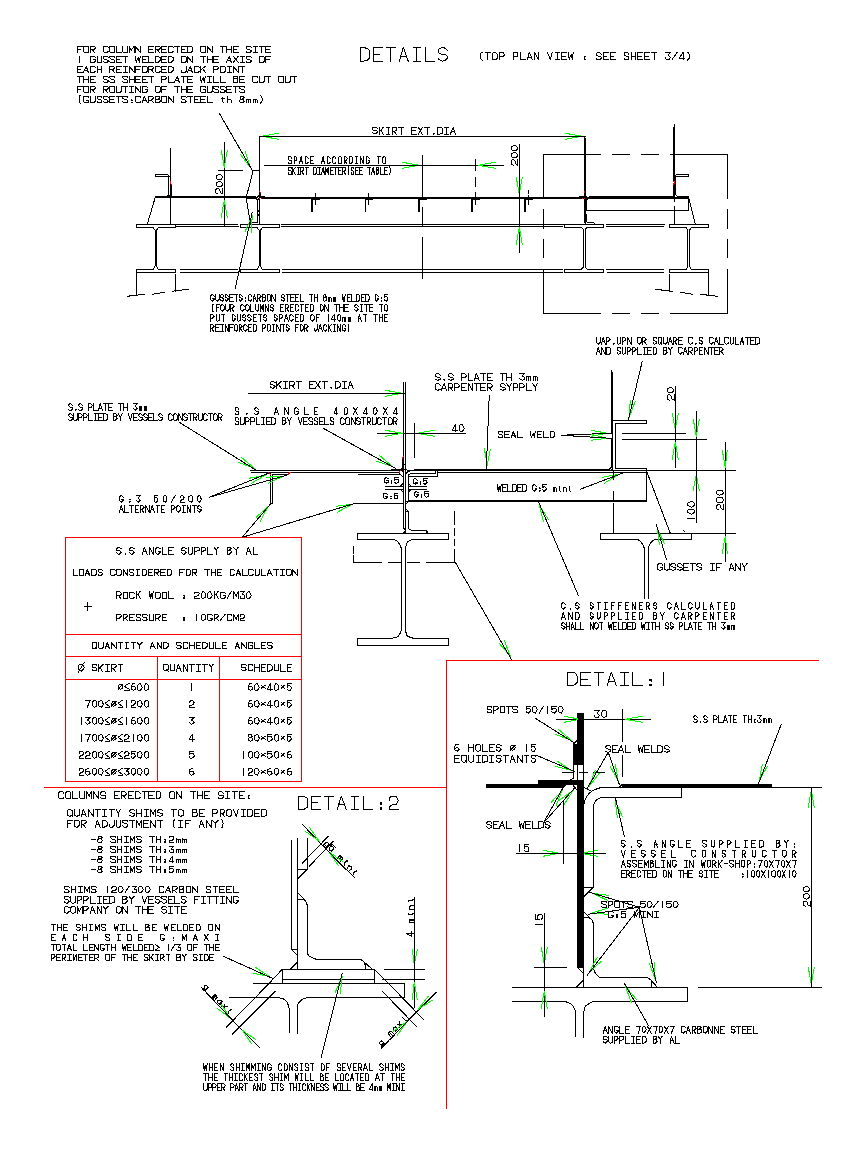 FOR COLUMN ERECTED ON THE SITE
1 GUSSET WELDED ON THE AXIS OF
EACH REINFORCED JACK POINT
THE SS SHEET PLATE WILL BE CUT OUT
FOR ROUTING OF THE GUSSETS
(GUSSETS:CARBON STEEL th 8mm)
DETAILS
(TOP PLAN VIEW : SEE SHEET 3/4)
SKIRT EXT.DIA
SPACE ACCORDING TO
SKIRT DIAMETER(SEE TABLE)
200
200
GUSSETS:CARBON STEEL TH 8mm WELDED G:5
(FOUR COLUMNS ERECTED ON THE SITE TO
PUT GUSSETS SPACED OF 140mm AT THE
REINFORCED POINTS FOR JACKING)
UAP,UPN OR SQUARE C.S CALCULATED
AND SUPPLIED BY CARPENTER
SKIRT EXT.DIA
S.S PLATE TH 3mm
CARPENTER SYPPLY
S.S PLATE TH 3mm
SUPPLIED BY VESSELS CONSTRUCTOR
S.S ANGLE 40X40X4
SUPPLIED BY VESSELS CONSTRUCTOR
40
SEAL WELD
20
G:5
G:5
G:5
G:5
WELDED G:5 mini
G:3 50/200
ALTERNATE POINTS
100
200
GUSSETS IF ANY
C.S STIFFENERS CALCULATED
AND SUPPLIED BY CARPENTER
SHALL NOT WELDED WITH SS PLATE TH 3mm
S.S ANGLE SUPPLY BY AL
LOADS CONSIDERED FOR THE CALCULATION
ROCK WOOL : 200KG/M30
+
PRESSURE : 10GR/CM2
QUANTITY AND SCHEDULE ANGLES
Ø SKIRT QUANTITY SCHEDULE
Ø≤600 1 60*40*5
700≤Ø≤1200 2 60*40*5
1300≤Ø≤1600 3 60*40*5
1700≤Ø≤2100 4 80*50*5
2200≤Ø≤2500 5 100*50*6
2600≤Ø≤3000 6 120*60*6
DETAIL:1
SPOTS 50/150
30
S.S PLATE TH:3mm
6 HOLES Ø 15
EQUIDISTANTS
SEAL WELDS
SEAL WELDS
15
S.S ANGLE SUPPLIED BY:
VESSEL CONSTRUCTOR
ASSEMBLING IN WORK-SHOP:70X70X7
ERECTED ON THE SITE :100X100X10
200
SPOTS 50/150
G:5 MINI
15
ANGLE 70X70X7 CARBONNE STEEL
SUPPLIED BY AL
COLUMNS ERECTED ON THE SITE:
DETAIL:2
QUANTITY SHIMS TO BE PROVIDED
FOR ADJUSTMENT (IF ANY)
-8 SHIMS TH:2mm
-8 SHIMS TH:3mm
-8 SHIMS TH:4mm
-8 SHIMS TH:5mm
SHIMS 120/300 CARBON STEEL
SUPPLIED BY VESSELS FITTING
COMPANY ON THE SITE
THE SHIMS WILL BE WELDED ON
EACH SIDE G:MAXI
TOTAL LENGTH WELDED≥ 1/3 OF THE
PERIMETER OF THE SKIRT BY SIDE
mini
4 mini
g maxi
g maxi
WHEN SHIMMING CONSIST OF SEVERAL SHIMS
THE THICKEST SHIM WILL BE LOCATED AT THE
UPPER PART AND ITS THICKNESS WILL BE 4mm MINI